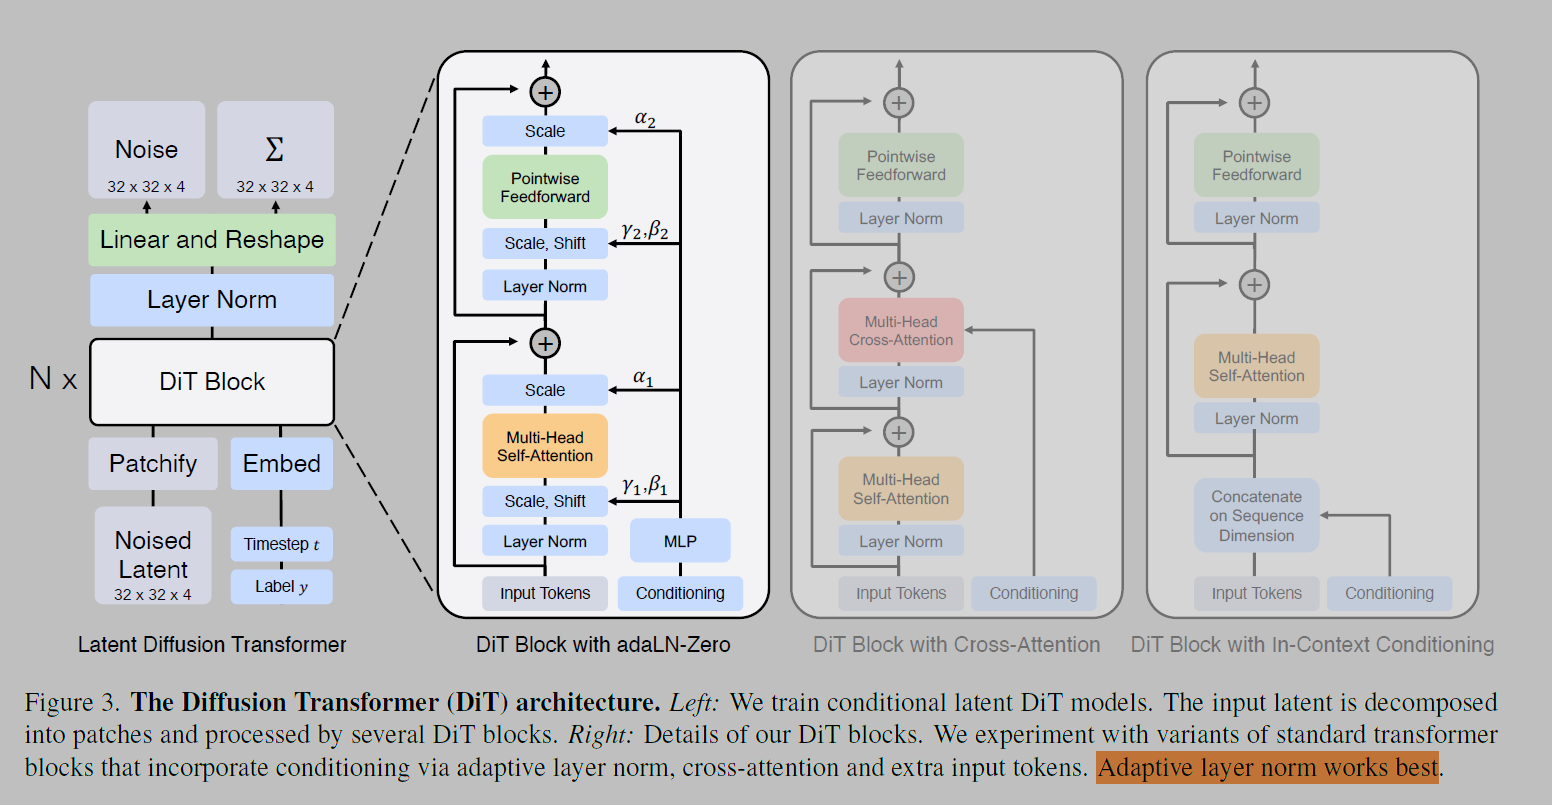 Noise
32 x 32 x 4
Σ
32 x 32 x 4
Linear and Reshape
Layer Norm
N x
DiT Block
Patchify
Embed
Noised
Latent
32 x 32 x 4
Timestep t
Label y
Latent Diffusion Transformer
+
Scale
α₂
Pointwise
Feedforward
Scale, Shift
γ₂,β₂
Layer Norm
+
Scale
α₁
Multi-Head
Self-Attention
Scale, Shift
γ₁,β₁
Layer Norm
MLP
Input Tokens
Conditioning
DiT Block with adaLN-Zero
+
Pointwise
Feedforward
Layer Norm
+
Multi-Head
Cross-Attention
Layer Norm
+
Multi-Head
Self-Attention
Layer Norm
Input Tokens
Conditioning
DiT Block with Cross-Attention
+
Pointwise
Feedforward
Layer Norm
+
Multi-Head
Self-Attention
Layer Norm
Concatenate
on Sequence
Dimension
Input Tokens
Conditioning
DiT Block with In-Context Conditioning
Figure 3. The Diffusion Transformer (DiT) architecture. Left: We train conditional latent DiT models. The input latent is decomposed
into patches and processed by several DiT blocks. Right: Details of our DiT blocks. We experiment with variants of standard transformer
blocks that incorporate conditioning via adaptive layer norm, cross-attention and extra input tokens. Adaptive layer norm works best.